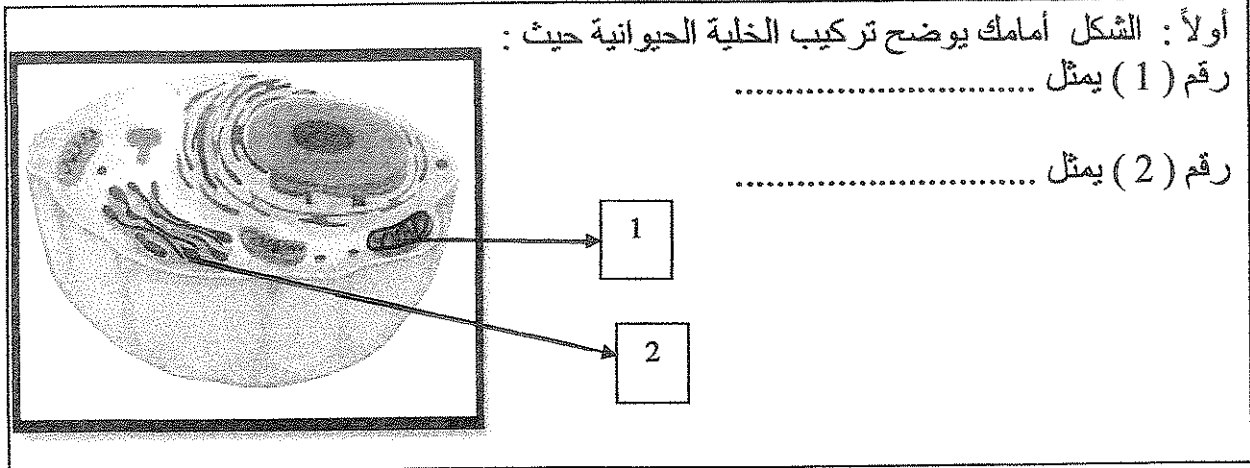 أولاً : الشكل أمامك يوضح تركيب الخلية الحيوانية حيث :
رقم ( 1 ) يمثل ..............................
رقم ( 2 ) يمثل ..............................
1
2